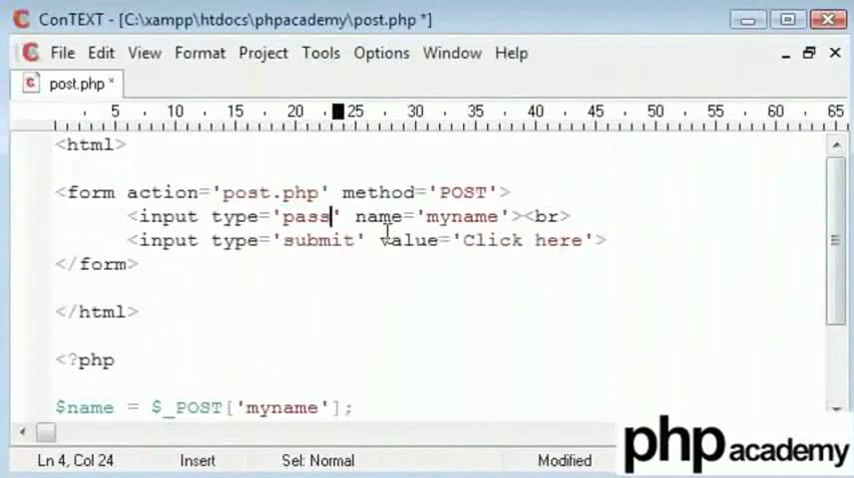 ConTEXT - [C:\xampp\htdocs\phpacademy\post.php *]
File Edit View Format Project Tools Options Window Help
post.php *
5 10 15 20 25 30 35 40 45 50 55 60 65
<html>
<form action='post.php' method='POST'>
<input type='pass' name='myname'><br>
<input type='submit' value='Click here'>
</form>
</html>
<?php
$name = $_POST['myname'];
Ln 4, Col 24 Insert Sel: Normal Modified
php academy